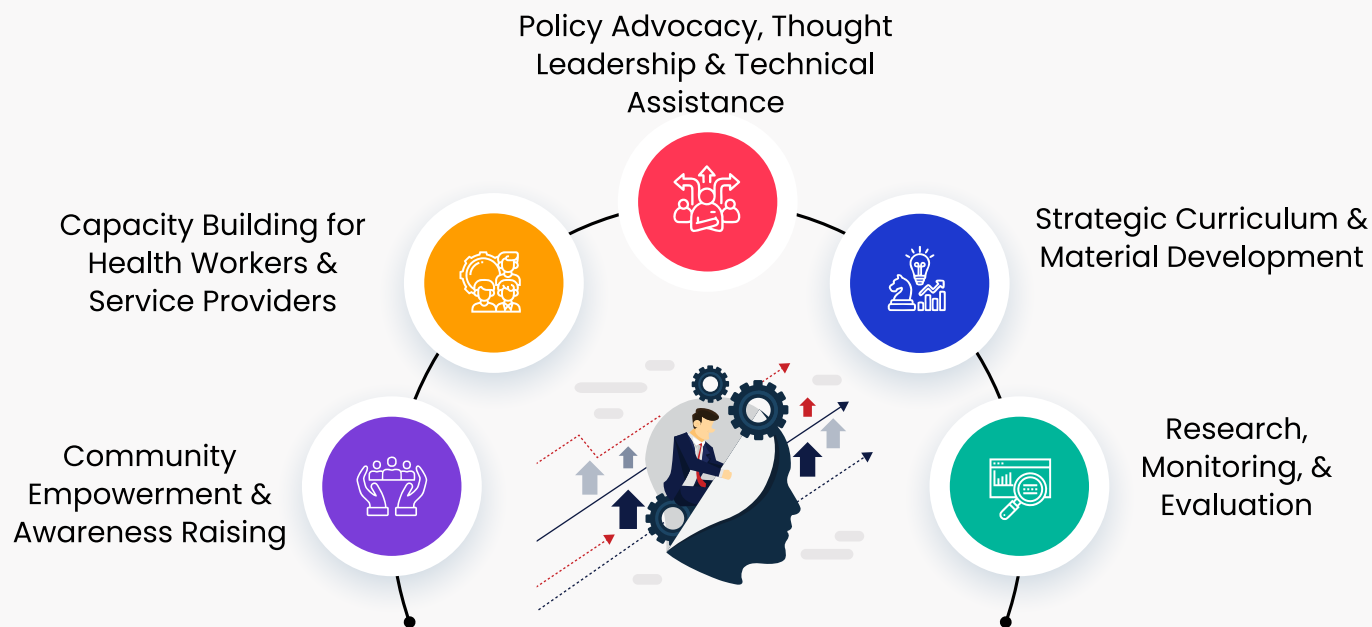 Policy Advocacy, Thought
Leadership & Technical
Assistance
Capacity Building for
Health Workers &
Service Providers
Strategic Curriculum &
Material Development
Community
Empowerment &
Awareness Raising
Research,
Monitoring, &
Evaluation